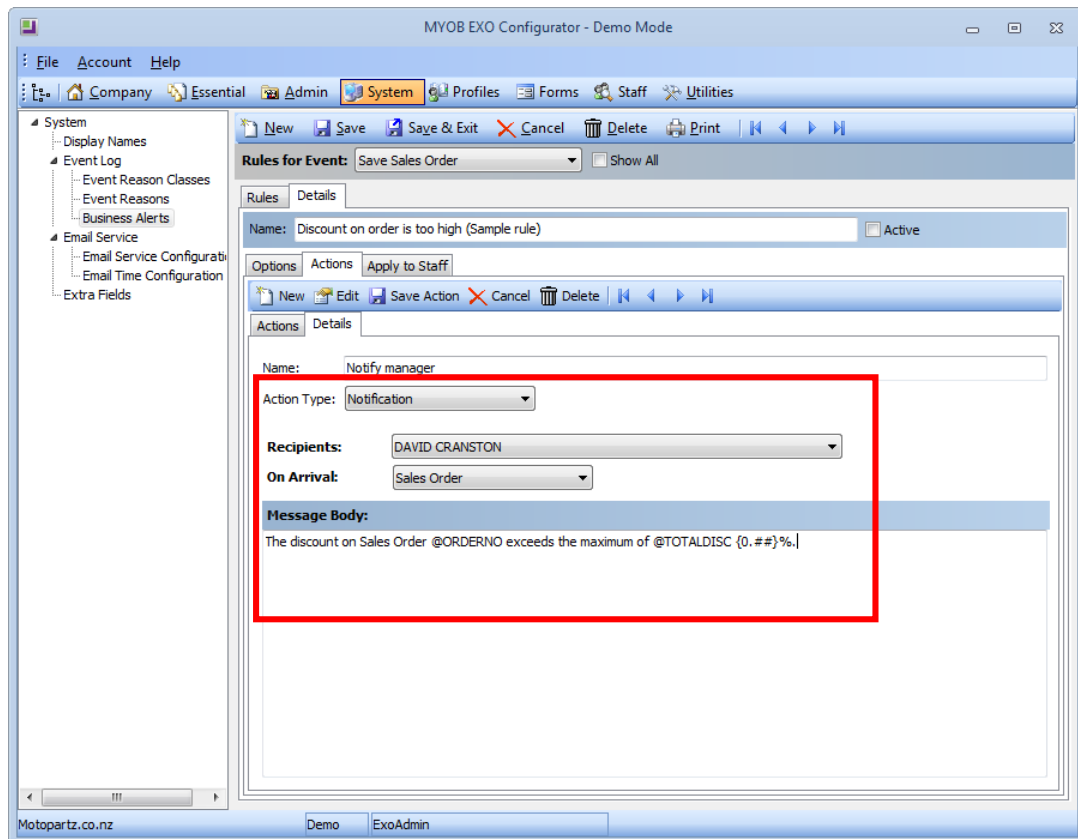 MYOB EXO Configurator - Demo Mode
File Account Help
Company Essential Admin System Profiles Forms Staff Utilities
System
Display Names
Event Log
Event Reason Classes
Event Reasons
Business Alerts
Email Service
Email Service Configurati
Email Time Configuration
Extra Fields
New Save Save & Exit Cancel Delete Print
Rules for Event: Save Sales Order Show All
Rules Details
Name: Discount on order is too high (Sample rule) Active
Options Actions Apply to Staff
New Edit Save Action Cancel Delete
Actions Details
Name: Notify manager
Action Type: Notification
Recipients: DAVID CRANSTON
On Arrival: Sales Order
Message Body:
The discount on Sales Order @ORDERNO exceeds the maximum of @TOTALDISC {0.##}%.
Motopartz.co.nz Demo ExoAdmin